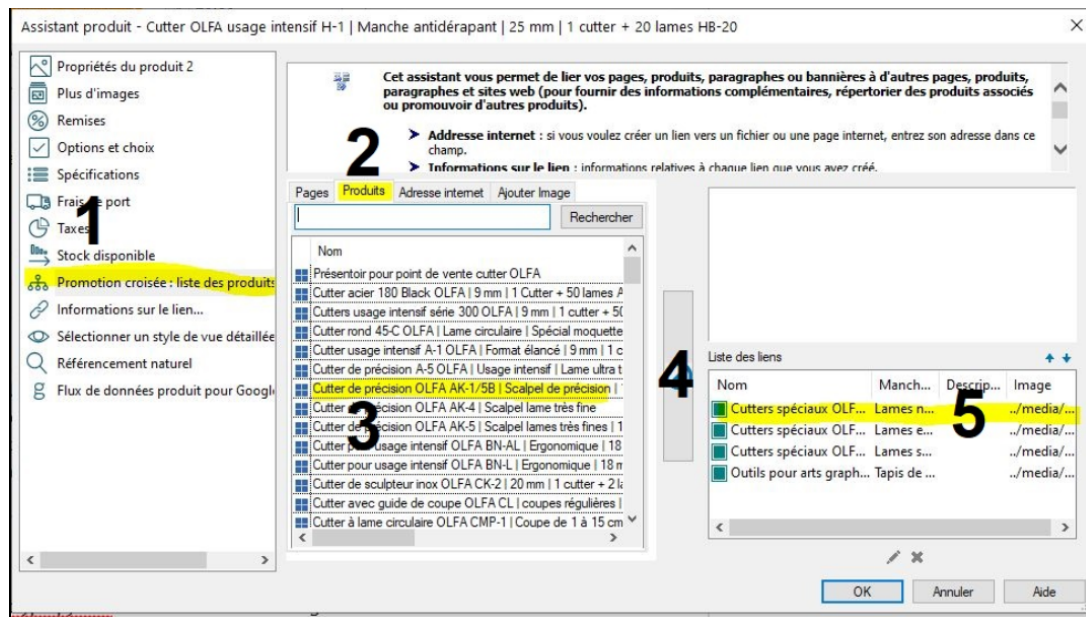 Assistant produit - Cutter OLFA usage intensif H-1 | Manche antidérapant | 25 mm | 1 cutter + 20 lames HB-20
Propriétés du produit 2
Plus d'images
Remises
Options et choix
Spécifications
Frais de port
Taxes
Stock disponible
Promotion croisée : liste des produits
Informations sur le lien...
Sélectionner un style de vue détaillée
Référencement naturel
Flux de données produit pour Googl
1
Cet assistant vous permet de lier vos pages, produits, paragraphes ou bannières à d'autres pages, produits,
paragraphes et sites web (pour fournir des informations complémentaires, répertorier des produits associés
ou promouvoir d'autres produits).
Addresse internet : si vous voulez créer un lien vers un fichier ou une page internet, entrez son adresse dans ce
champ.
Informations sur le lien : informations relatives à chaque lien que vous avez créé.
2
Pages Produits Adresse internet Ajouter Image
Rechercher
Nom
Présentoir pour point de vente cutter OLFA
Cutter acier 180 Black OLFA | 9 mm | 1 Cutter + 50 lames A
Cutters usage intensif série 300 OLFA | 9 mm | 1 cutter + 50
Cutter rond 45-C OLFA | Lame circulaire | Spécial moquette
Cutter usage intensif A-1 OLFA | Format élancé | 9 mm | 1 c
Cutter de précision A-5 OLFA | Usage intensif | Lame ultra t
Cutter de précision OLFA AK-1/5B | Scalpel de précision |
Cutter de précision OLFA AK-4 | Scalpel lame très fine
Cutter de précision OLFA AK-5 | Scalpel lames très fines | 1
Cutter pour usage intensif OLFA BN-AL | Ergonomique | 18
Cutter pour usage intensif OLFA BN-L | Ergonomique | 18 m
Cutter de sculpteur inox OLFA CK-2 | 20 mm | 1 cutter + 2 la
Cutter avec guide de coupe OLFA CL | coupes régulières |
Cutter à lame circulaire OLFA CMP-1 | Coupe de 1 à 15 cm
3
4
Liste des liens
Nom Manch... Descrip... Image
Cutters spéciaux OLF... Lames n... ../media/...
Cutters spéciaux OLF... Lames e... ../media/...
Cutters spéciaux OLF... Lames s... ../media/...
Outils pour arts graph... Tapis de ... ../media/...
5
OK Annuler Aide